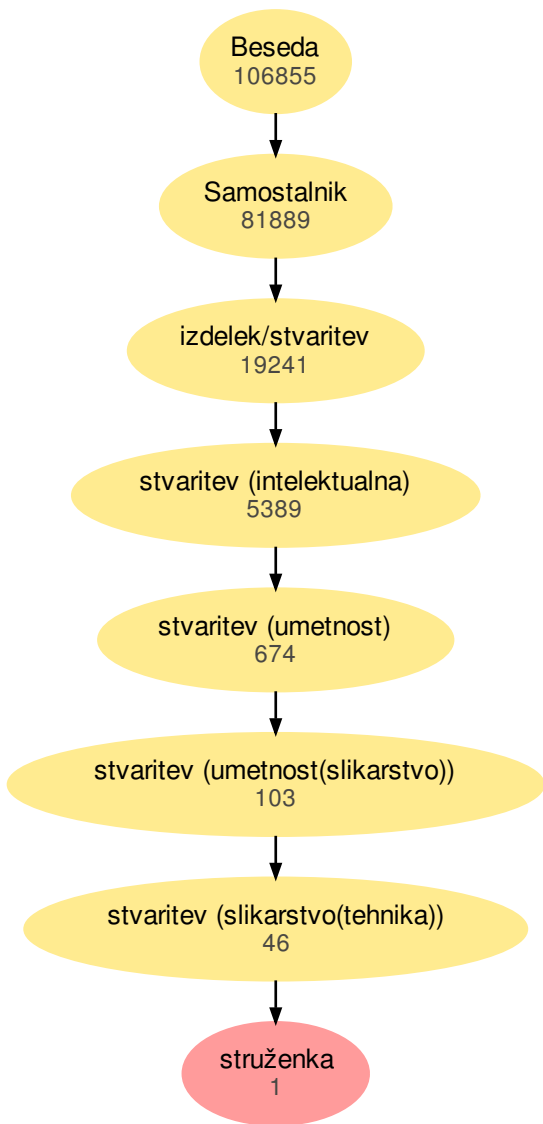 Beseda
106855
Samostalnik
81889
izdelek/stvaritev
19241
stvaritev (intelektualna)
5389
stvaritev (umetnost)
674
stvaritev (umetnost(slikarstvo))
103
stvaritev (slikarstvo(tehnika))
46
struženka
1